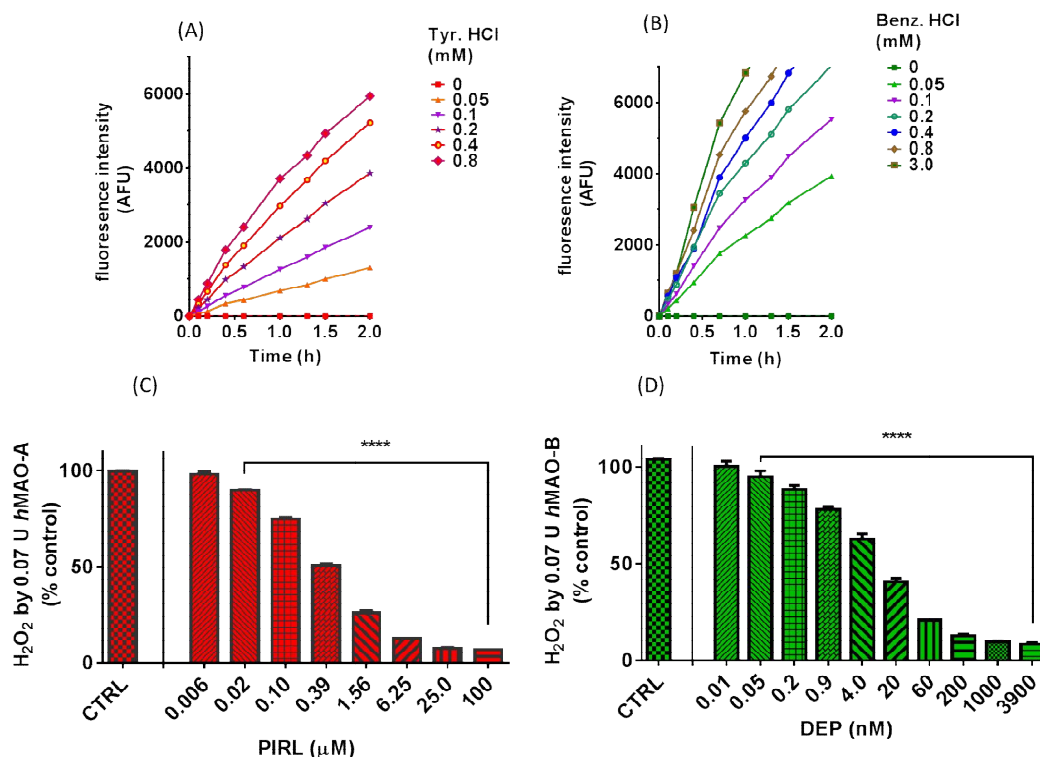 (A)
Tyr. HCl
(mM)
0
0.05
0.1
0.2
0.4
0.8
fluoresence intensity
(AFU)
6000
4000
2000
0
0.0 0.5 1.0 1.5 2.0
Time (h)
(B)
Benz. HCl
(mM)
0
0.05
0.1
0.2
0.4
0.8
3.0
fluoresence intensity
(AFU)
6000
4000
2000
0
0.0 0.5 1.0 1.5 2.0
Time (h)
(C)
****
H2O2 by 0.07 U hMAO-A
(% control)
100
50
0
CTRL 0.006 0.02 0.10 0.39 1.56 6.25 25.0 100
PIRL (μM)
(D)
****
H2O2 by 0.07 U hMAO-B
(% control)
100
50
0
CTRL 0.01 0.05 0.2 0.9 4.0 20 60 200 1000 3900
DEP (nM)